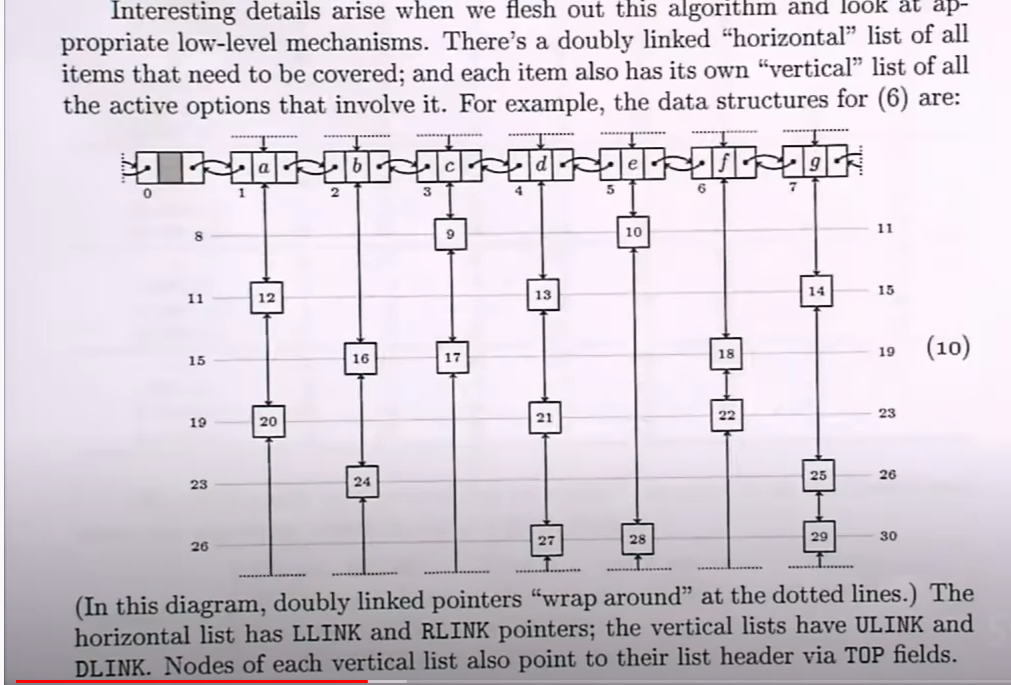 Interesting details arise when we flesh out this algorithm and look at ap-
propriate low-level mechanisms. There's a doubly linked “horizontal” list of all
items that need to be covered; and each item also has its own “vertical” list of all
the active options that involve it. For example, the data structures for (6) are:
a b c d e f g
0 1 2 3 4 5 6 7
8 9 10 11
11 12 13 14 15
15 16 17 18 19 (10)
19 20 21 22 23
23 24 25 26
26 27 28 29 30
(In this diagram, doubly linked pointers “wrap around” at the dotted lines.) The
horizontal list has LLINK and RLINK pointers; the vertical lists have ULINK and
DLINK. Nodes of each vertical list also point to their list header via TOP fields.